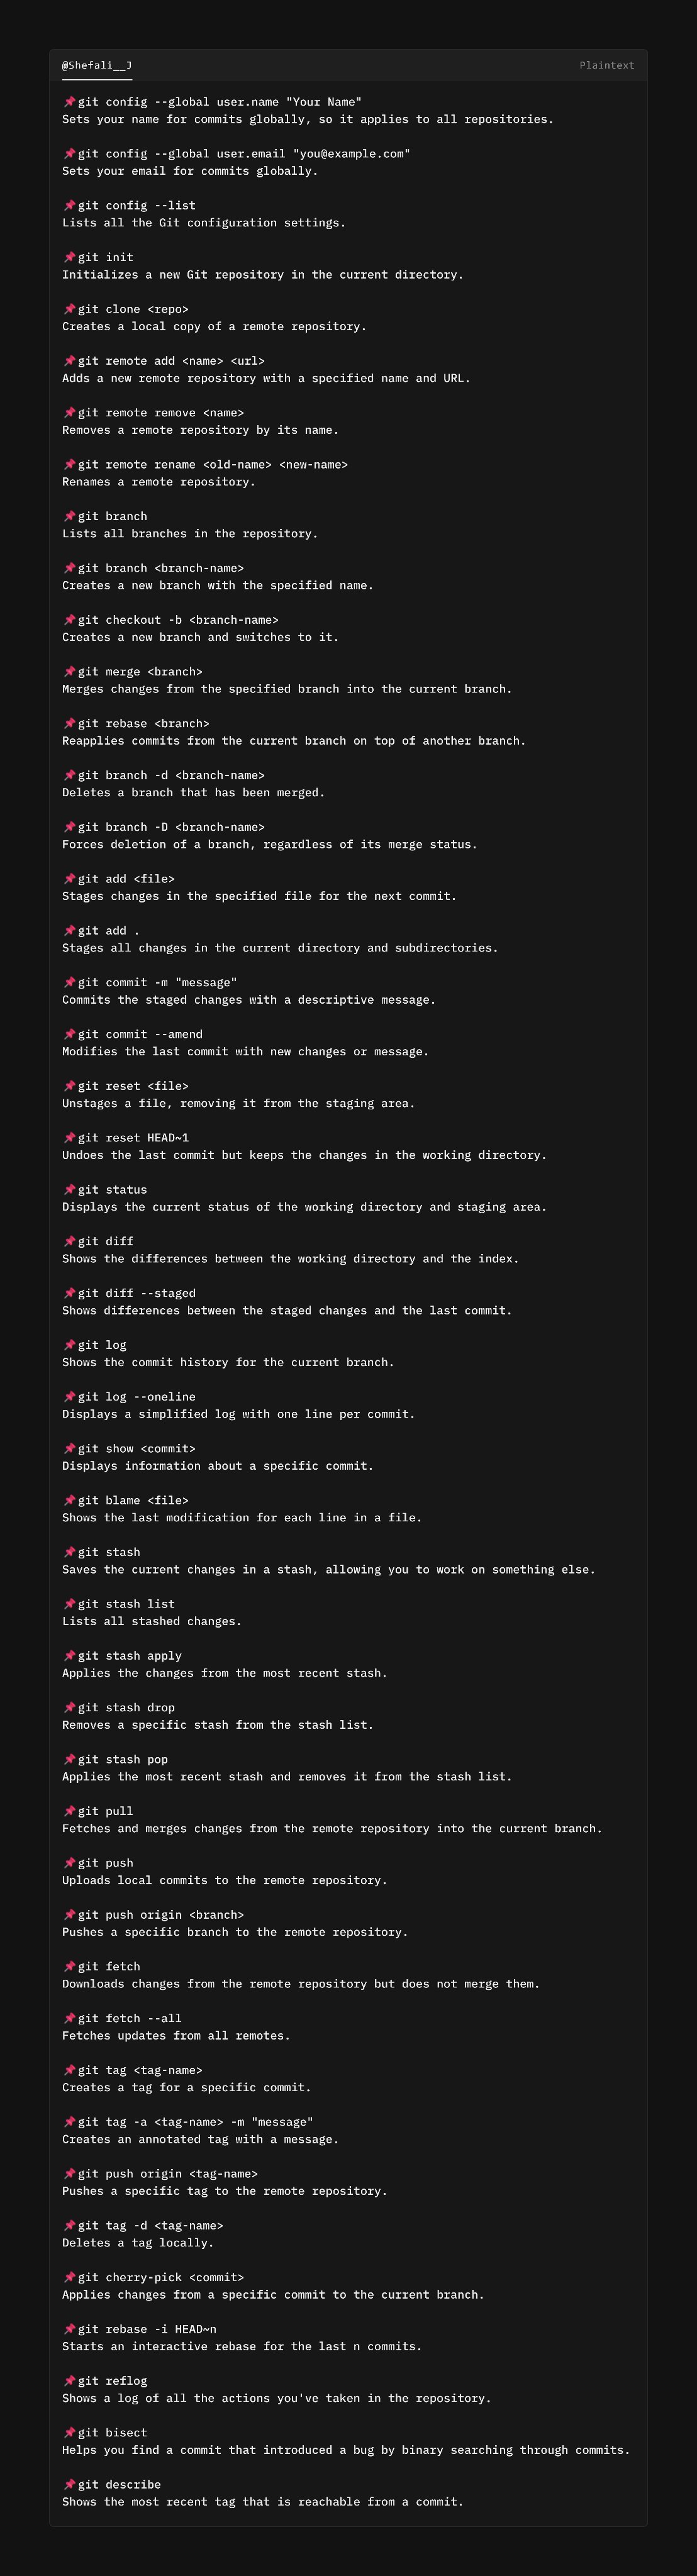 @Shefali__J
Plaintext
📌git config --global user.name "Your Name"
Sets your name for commits globally, so it applies to all repositories.
📌git config --global user.email "you@example.com"
Sets your email for commits globally.
📌git config --list
Lists all the Git configuration settings.
📌git init
Initializes a new Git repository in the current directory.
📌git clone <repo>
Creates a local copy of a remote repository.
📌git remote add <name> <url>
Adds a new remote repository with a specified name and URL.
📌git remote remove <name>
Removes a remote repository by its name.
📌git remote rename <old-name> <new-name>
Renames a remote repository.
📌git branch
Lists all branches in the repository.
📌git branch <branch-name>
Creates a new branch with the specified name.
📌git checkout -b <branch-name>
Creates a new branch and switches to it.
📌git merge <branch>
Merges changes from the specified branch into the current branch.
📌git rebase <branch>
Reapplies commits from the current branch on top of another branch.
📌git branch -d <branch-name>
Deletes a branch that has been merged.
📌git branch -D <branch-name>
Forces deletion of a branch, regardless of its merge status.
📌git add <file>
Stages changes in the specified file for the next commit.
📌git add .
Stages all changes in the current directory and subdirectories.
📌git commit -m "message"
Commits the staged changes with a descriptive message.
📌git commit --amend
Modifies the last commit with new changes or message.
📌git reset <file>
Unstages a file, removing it from the staging area.
📌git reset HEAD~1
Undoes the last commit but keeps the changes in the working directory.
📌git status
Displays the current status of the working directory and staging area.
📌git diff
Shows the differences between the working directory and the index.
📌git diff --staged
Shows differences between the staged changes and the last commit.
📌git log
Shows the commit history for the current branch.
📌git log --oneline
Displays a simplified log with one line per commit.
📌git show <commit>
Displays information about a specific commit.
📌git blame <file>
Shows the last modification for each line in a file.
📌git stash
Saves the current changes in a stash, allowing you to work on something else.
📌git stash list
Lists all stashed changes.
📌git stash apply
Applies the changes from the most recent stash.
📌git stash drop
Removes a specific stash from the stash list.
📌git stash pop
Applies the most recent stash and removes it from the stash list.
📌git pull
Fetches and merges changes from the remote repository into the current branch.
📌git push
Uploads local commits to the remote repository.
📌git push origin <branch>
Pushes a specific branch to the remote repository.
📌git fetch
Downloads changes from the remote repository but does not merge them.
📌git fetch --all
Fetches updates from all remotes.
📌git tag <tag-name>
Creates a tag for a specific commit.
📌git tag -a <tag-name> -m "message"
Creates an annotated tag with a message.
📌git push origin <tag-name>
Pushes a specific tag to the remote repository.
📌git tag -d <tag-name>
Deletes a tag locally.
📌git cherry-pick <commit>
Applies changes from a specific commit to the current branch.
📌git rebase -i HEAD~n
Starts an interactive rebase for the last n commits.
📌git reflog
Shows a log of all the actions you've taken in the repository.
📌git bisect
Helps you find a commit that introduced a bug by binary searching through commits.
📌git describe
Shows the most recent tag that is reachable from a commit.